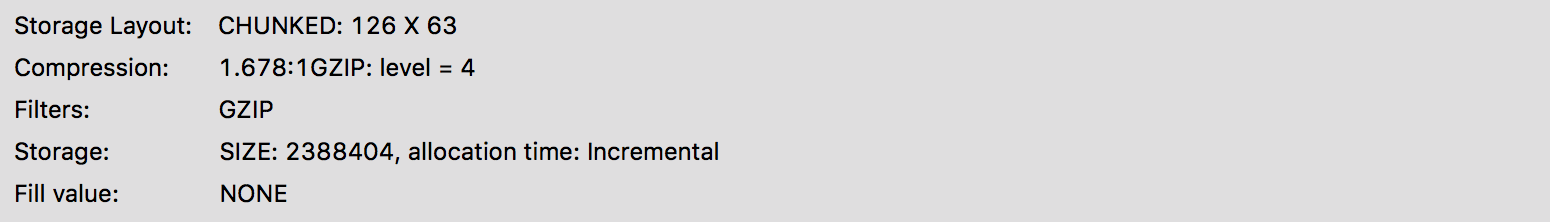 Storage Layout: CHUNKED: 126 X 63
Compression: 1.678:1GZIP: level = 4
Filters: GZIP
Storage: SIZE: 2388404, allocation time: Incremental
Fill value: NONE